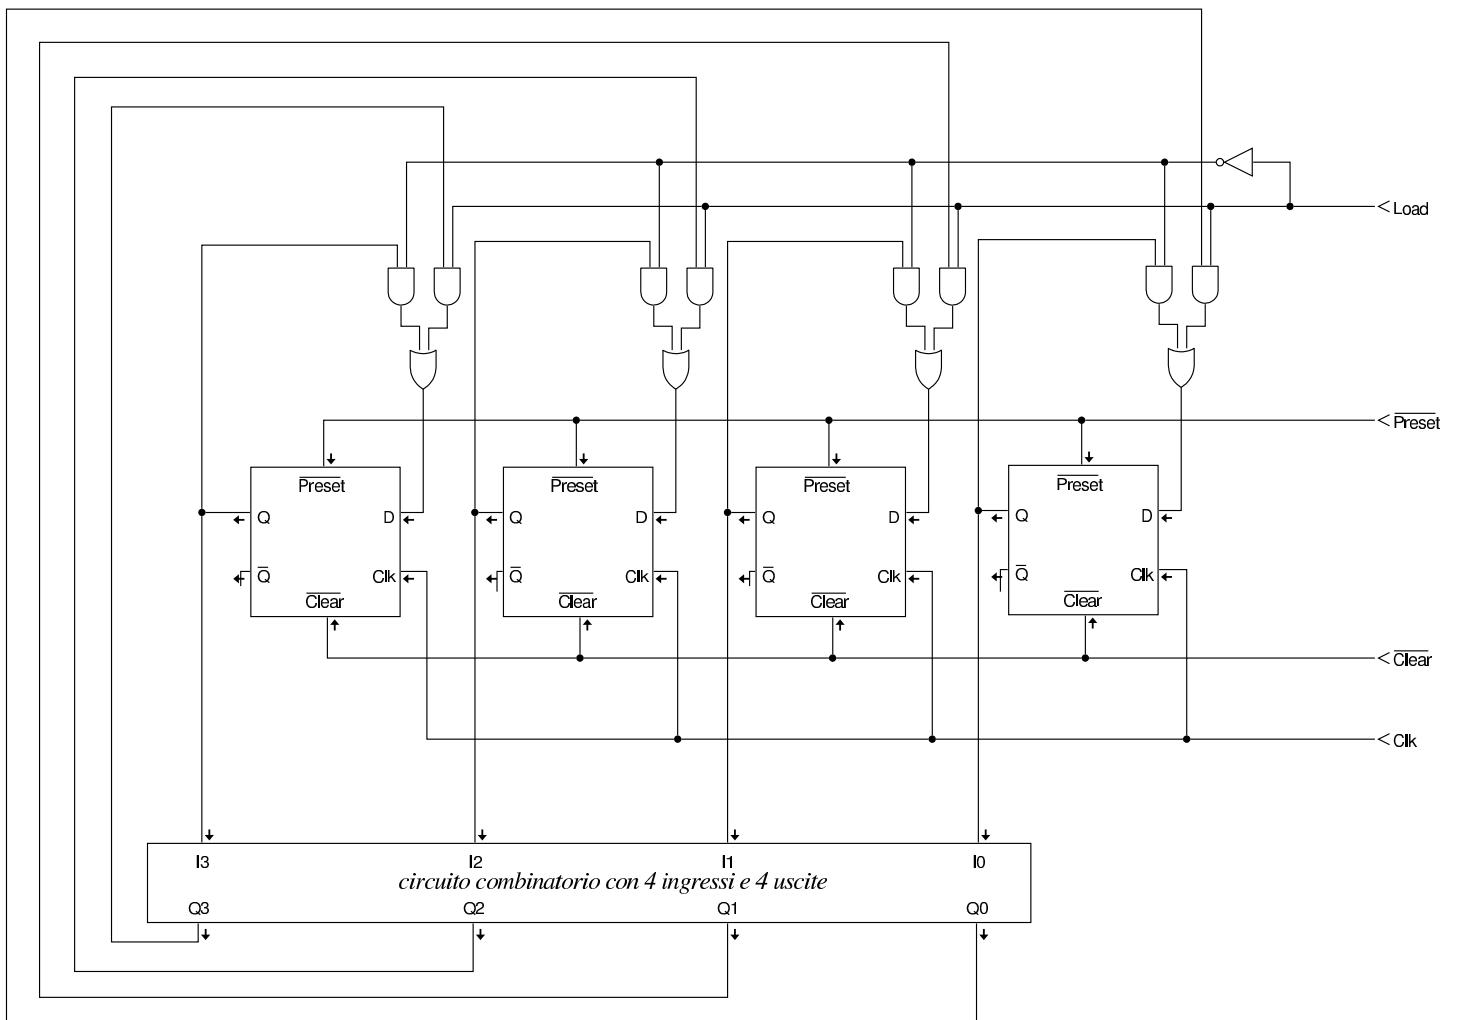 Load
Preset
Preset Preset Preset Preset
Q D Q D Q D Q D
Q Clk Q Clk Q Clk Q Clk
Clear Clear Clear Clear
Clear
Clk
I3 I2 I1 I0
circuito combinatorio con 4 ingressi e 4 uscite
Q3 Q2 Q1 Q0